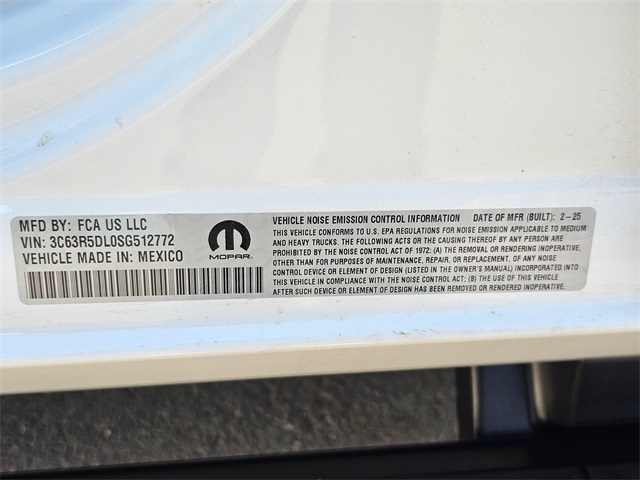 MFD BY: FCA US LLC
VIN: 3C63R5DL0SG512772
VEHICLE MADE IN: MEXICO
MOPAR.
VEHICLE NOISE EMISSION CONTROL INFORMATION DATE OF MFR (BUILT): 2-25
THIS VEHICLE CONFORMS TO U.S. EPA REGULATIONS FOR NOISE EMISSION APPLICABLE TO MEDIUM
AND HEAVY TRUCKS. THE FOLLOWING ACTS OR THE CAUSING THEREOF BY ANY PERSON ARE
PROHIBITED BY THE NOISE CONTROL ACT OF 1972: (A) THE REMOVAL OR RENDERING INOPERATIVE,
OTHER THAN FOR PURPOSES OF MAINTENANCE, REPAIR, OR REPLACEMENT, OF ANY NOISE
CONTROL DEVICE OR ELEMENT OF DESIGN (LISTED IN THE OWNER'S MANUAL) INCORPORATED INTO
THIS VEHICLE IN COMPLIANCE WITH THE NOISE CONTROL ACT; (B) THE USE OF THIS VEHICLE
AFTER SUCH DEVICE OR ELEMENT OF DESIGN HAS BEEN REMOVED OR RENDERED INOPERATIVE.